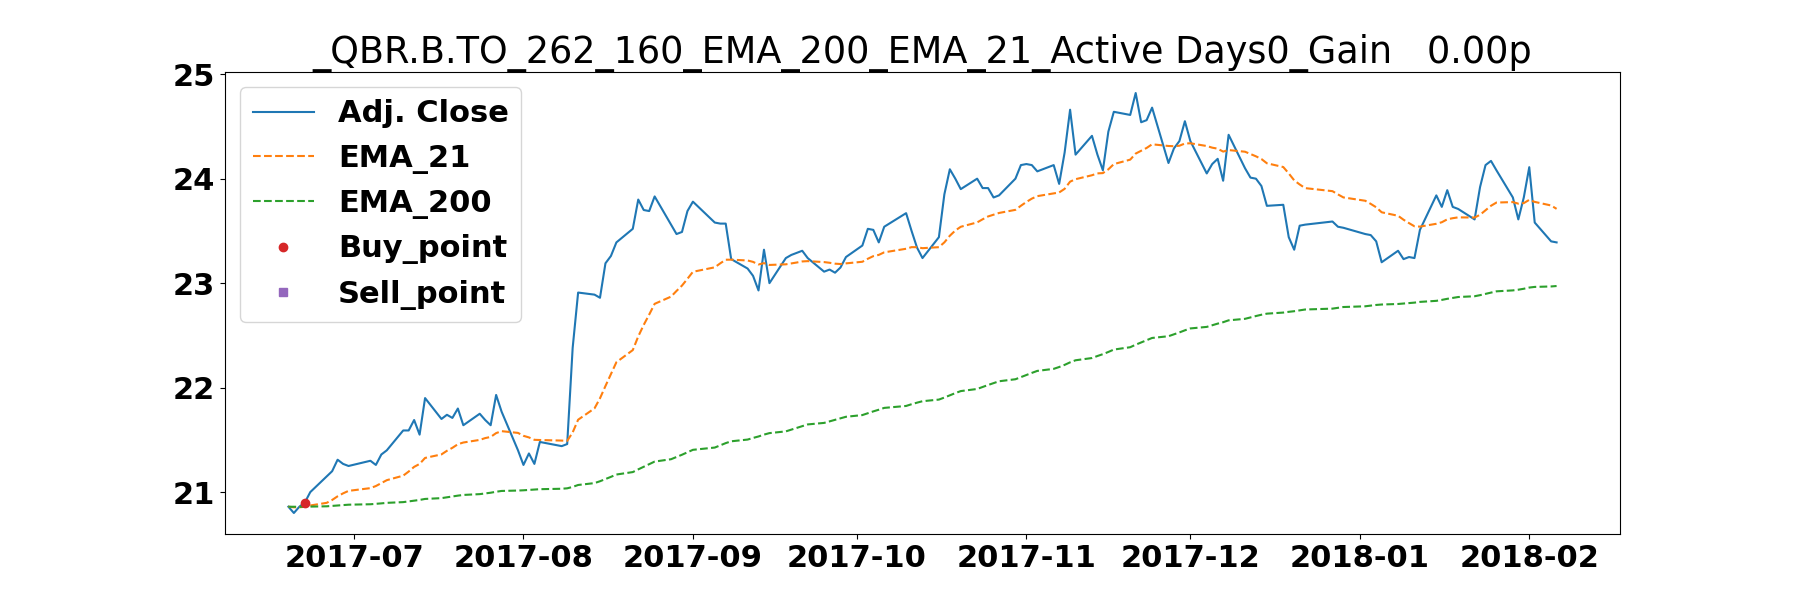 _QBR.B.TO_262_160_EMA_200_EMA_21_Active Days0_Gain   0.00p
25
24
23
22
21
Adj. Close
EMA_21
EMA_200
Buy_point
Sell_point
2017-07 2017-08 2017-09 2017-10 2017-11 2017-12 2018-01 2018-02